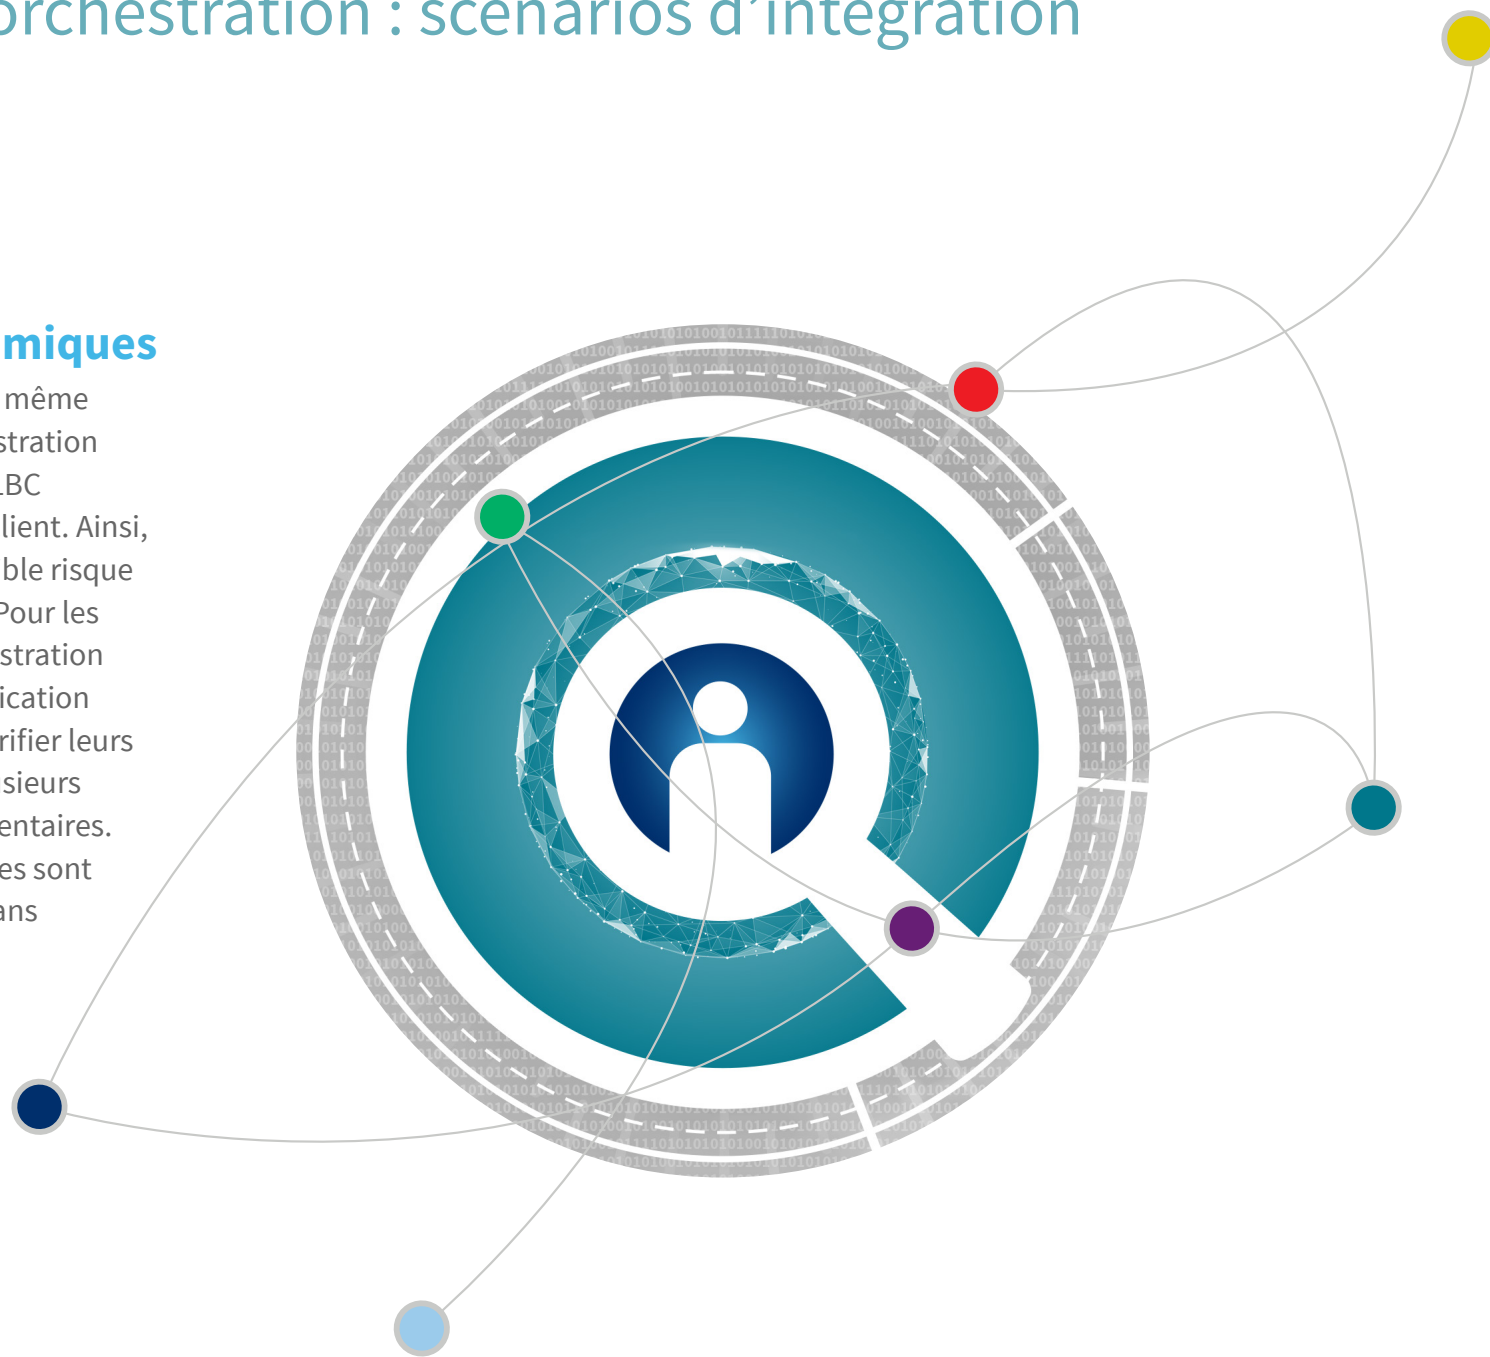 orchestration : scénarios d’intégration
miques
même
stration
LBC
lient. Ainsi,
ble risque
Pour les
stration
ication
rifier leurs
sieurs
entaires.
es sont
ans